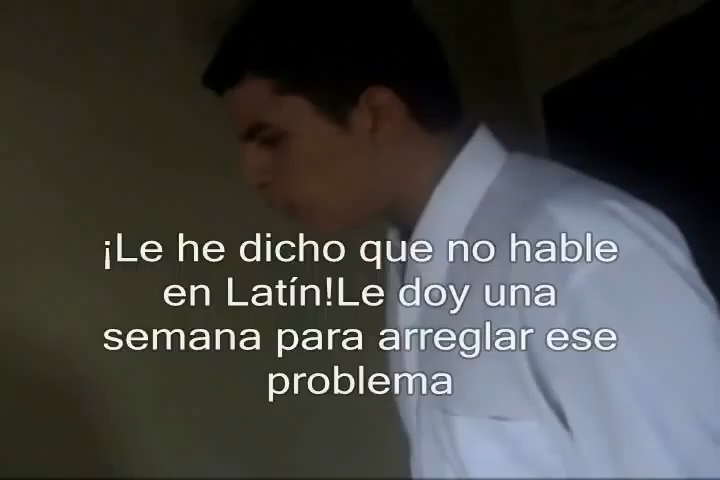 ¡Le he dicho que no hable
en Latín!Le doy una
semana para arreglar ese
problema